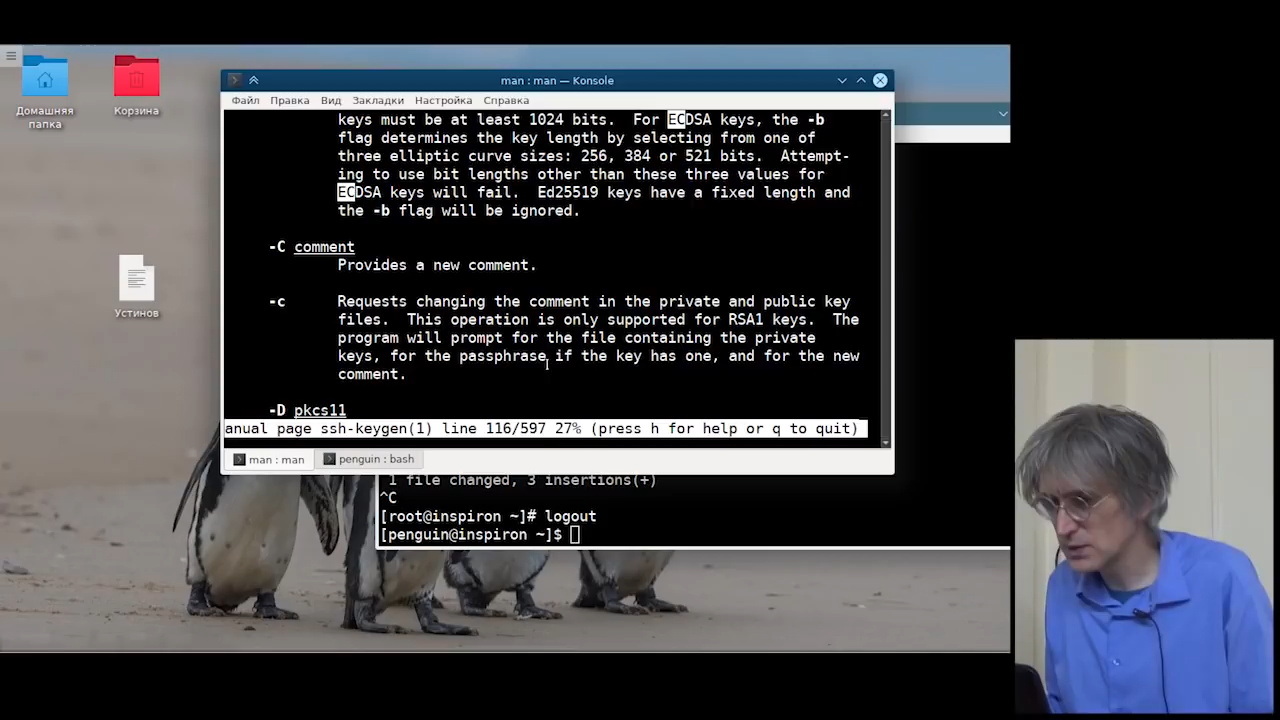 Домашняя
папка
Корзина
Устинов
man : man — Konsole
Файл Правка Вид Закладки Настройка Справка
keys must be at least 1024 bits. For ECDSA keys, the -b
flag determines the key length by selecting from one of
three elliptic curve sizes: 256, 384 or 521 bits. Attempt-
ing to use bit lengths other than these three values for
ECDSA keys will fail. Ed25519 keys have a fixed length and
the -b flag will be ignored.
-C comment
Provides a new comment.
-c Requests changing the comment in the private and public key
files. This operation is only supported for RSA1 keys. The
program will prompt for the file containing the private
keys, for the passphrase if the key has one, and for the new
comment.
-D pkcs11
anual page ssh-keygen(1) line 116/597 27% (press h for help or q to quit)
man : man penguin : bash
1 file changed, 3 insertions(+)
^C
[root@inspiron ~]# logout
[penguin@inspiron ~]$